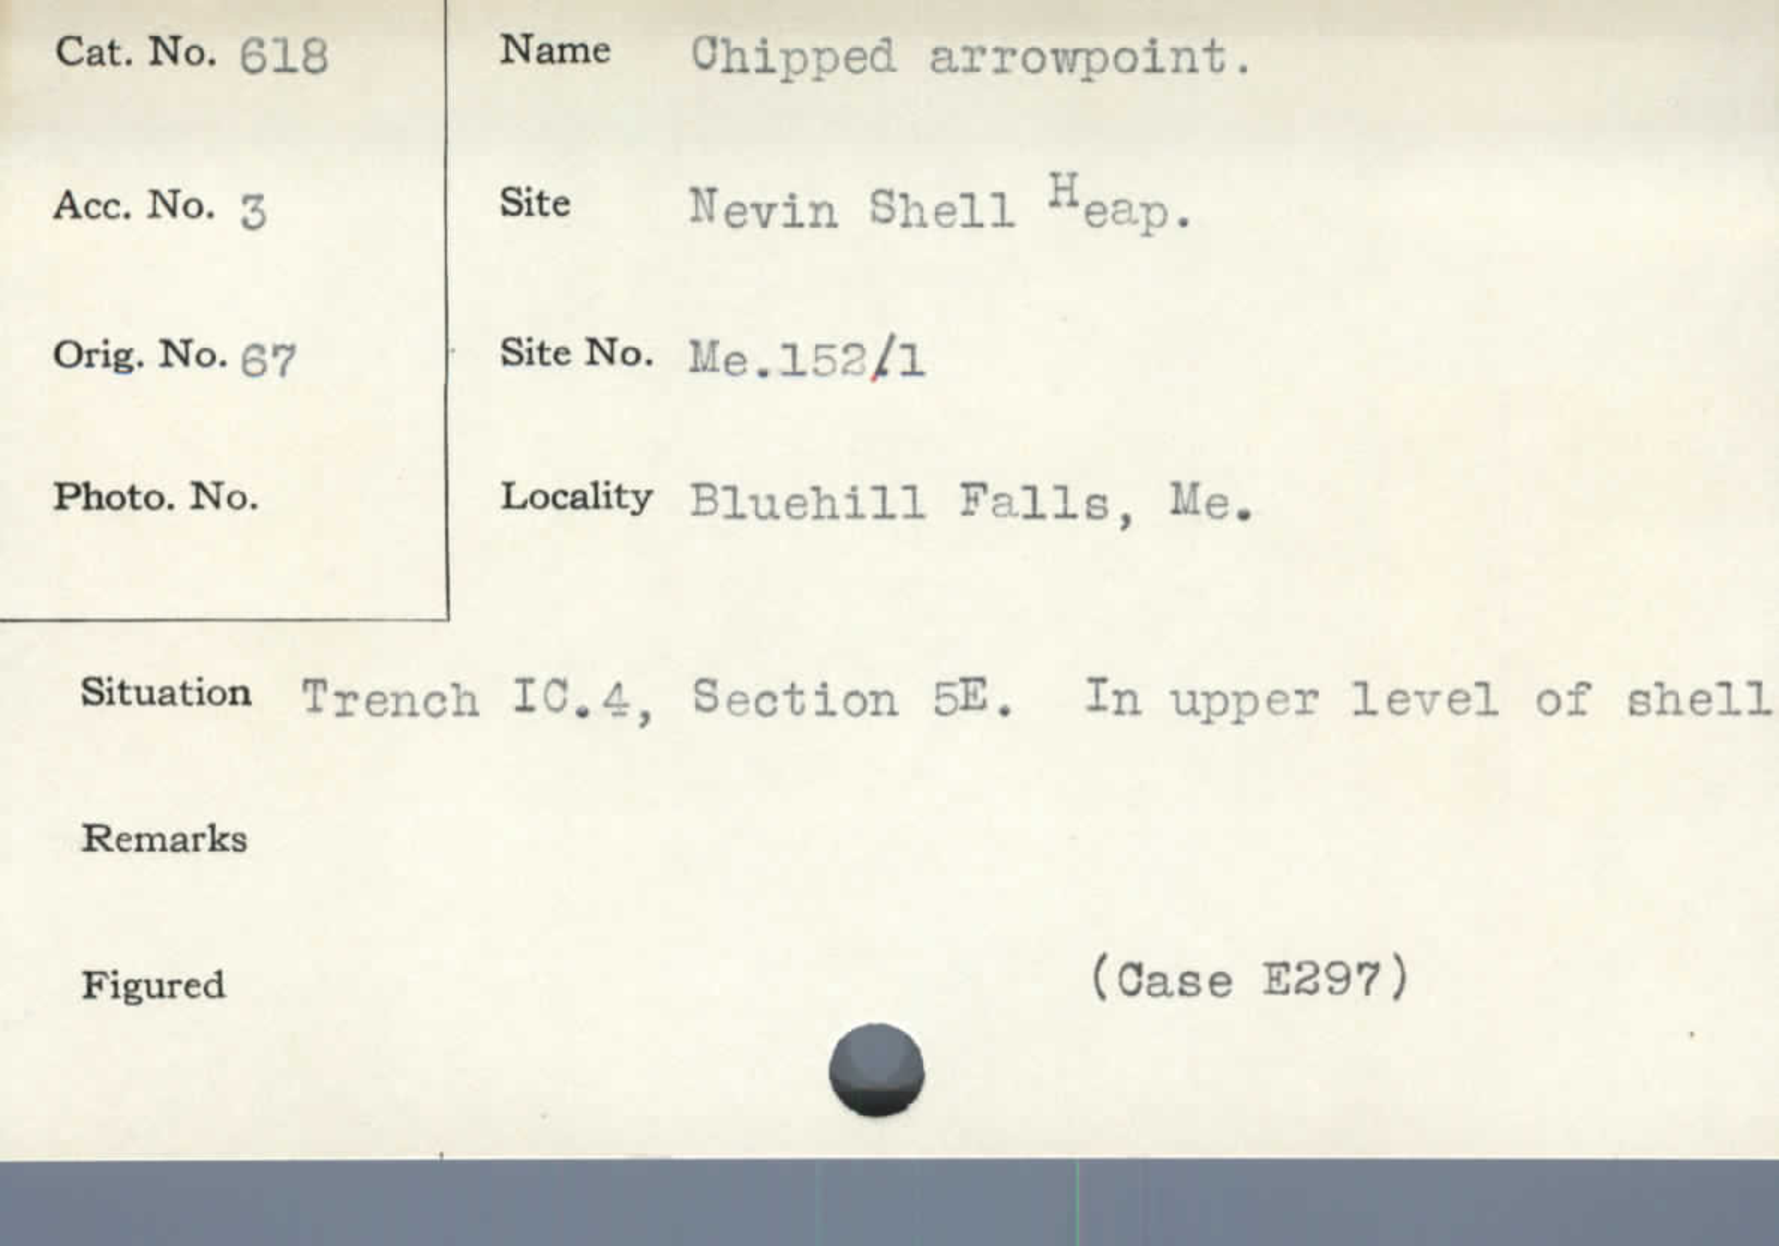 Cat. No. 618
Name Chipped arrowpoint.
Acc. No. 3
Site Nevin Shell Heap.
Orig. No. 67
Site No. Me.152/1
Photo. No.
Locality Bluehill Falls, Me.
Situation Trench IC.4, Section 5E. In upper level of shell
Remarks
Figured
(Case E297)